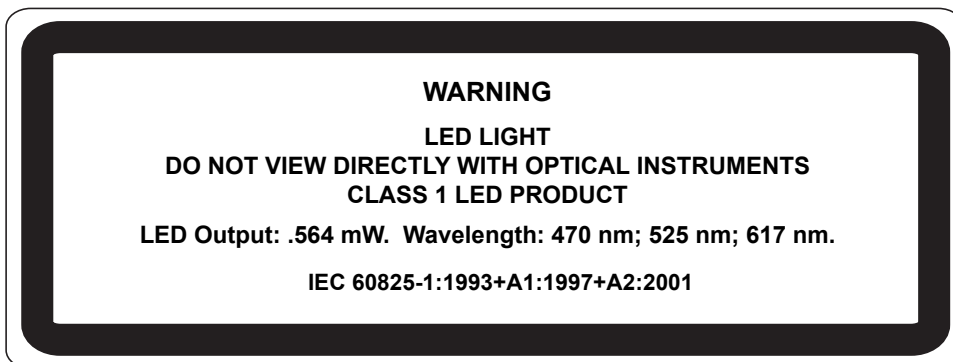 WARNING
LED LIGHT
DO NOT VIEW DIRECTLY WITH OPTICAL INSTRUMENTS
CLASS 1 LED PRODUCT
LED Output: .564 mW.  Wavelength: 470 nm; 525 nm; 617 nm.
IEC 60825-1:1993+A1:1997+A2:2001